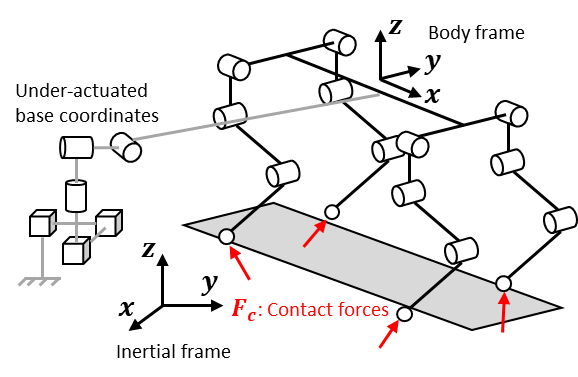 z
Body frame
y
x
Under-actuated
base coordinates
z
y
x
F_c: Contact forces
Inertial frame